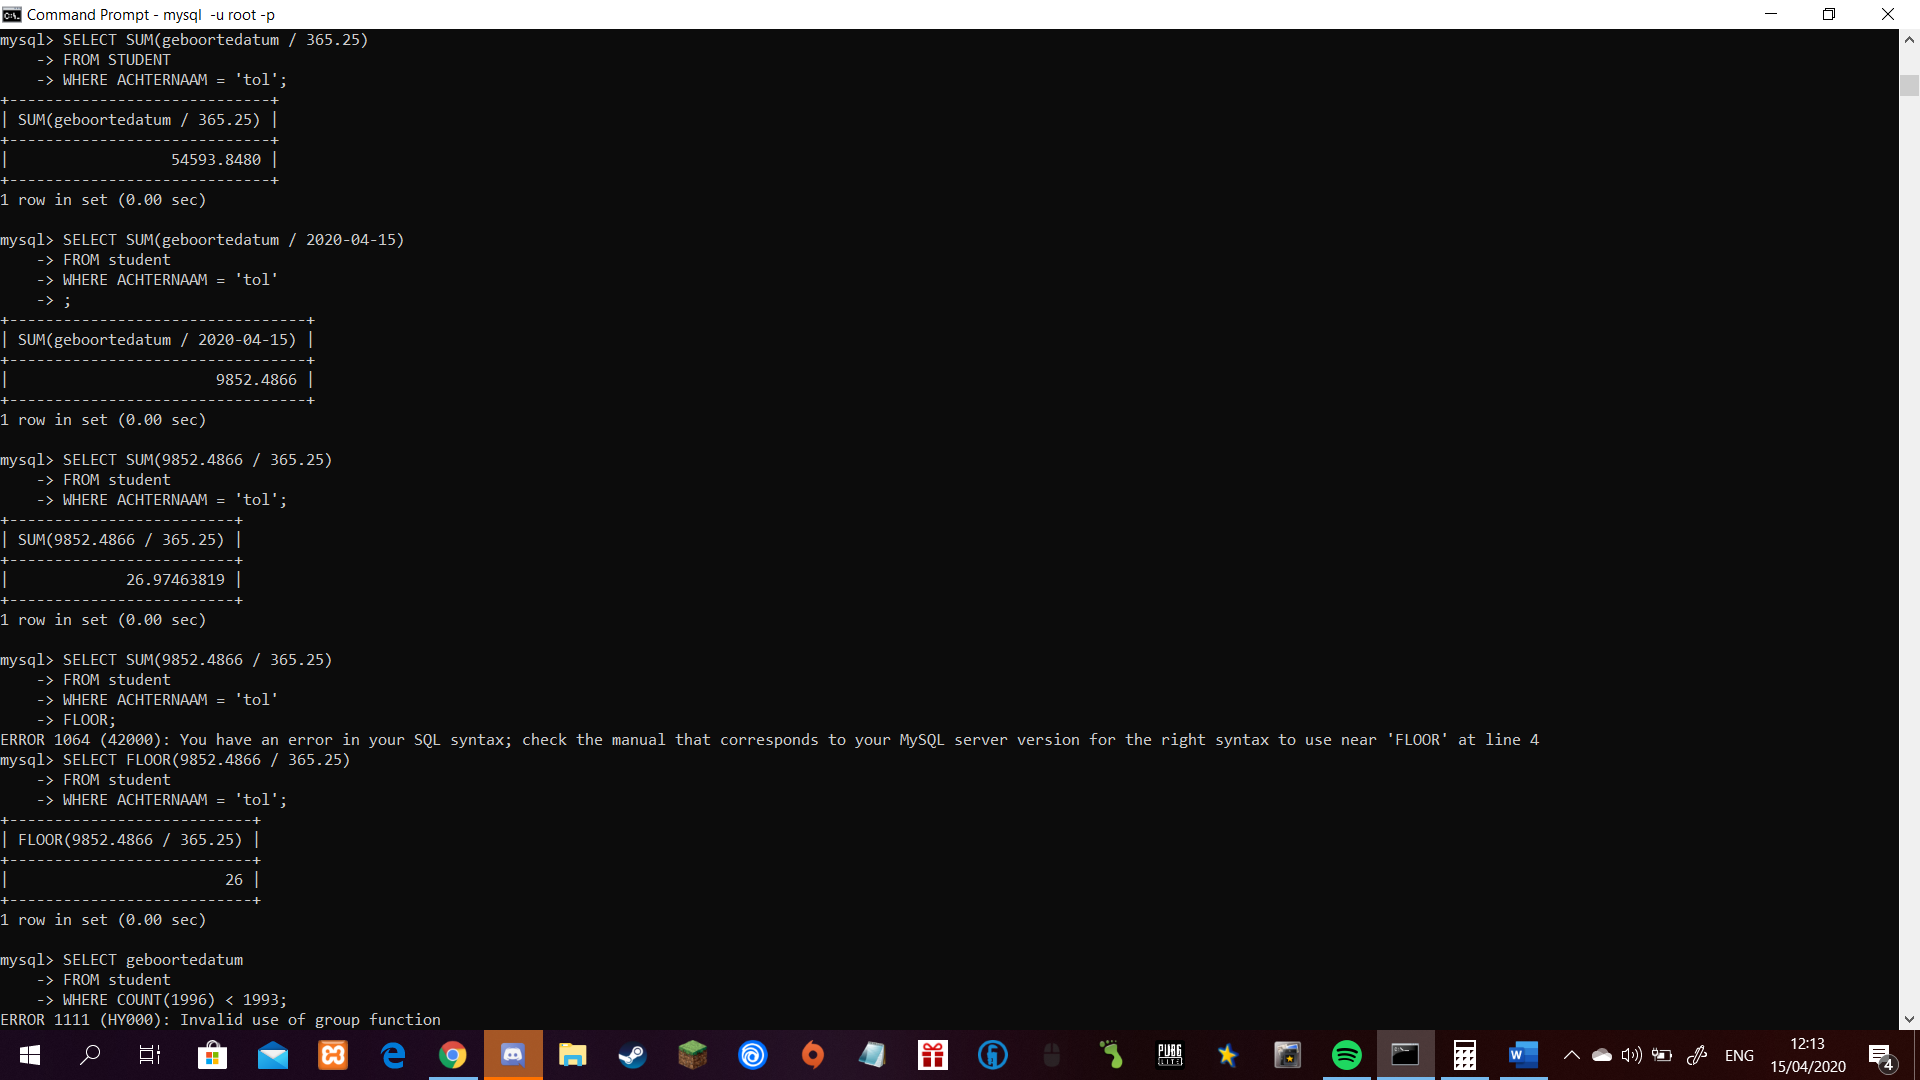 Command Prompt - mysql  -u root -p
mysql> SELECT SUM(geboortedatum / 365.25)
    -> FROM STUDENT
    -> WHERE ACHTERNAAM = 'tol';
+-----------------------------+
| SUM(geboortedatum / 365.25) |
+-----------------------------+
|                  54593.8480 |
+-----------------------------+
1 row in set (0.00 sec)
mysql> SELECT SUM(geboortedatum / 2020-04-15)
    -> FROM student
    -> WHERE ACHTERNAAM = 'tol'
    -> ;
+---------------------------------+
| SUM(geboortedatum / 2020-04-15) |
+---------------------------------+
|                       9852.4866 |
+---------------------------------+
1 row in set (0.00 sec)
mysql> SELECT SUM(9852.4866 / 365.25)
    -> FROM student
    -> WHERE ACHTERNAAM = 'tol';
+-------------------------+
| SUM(9852.4866 / 365.25) |
+-------------------------+
|             26.97463819 |
+-------------------------+
1 row in set (0.00 sec)
mysql> SELECT SUM(9852.4866 / 365.25)
    -> FROM student
    -> WHERE ACHTERNAAM = 'tol'
    -> FLOOR;
ERROR 1064 (42000): You have an error in your SQL syntax; check the manual that corresponds to your MySQL server version for the right syntax to use near 'FLOOR' at line 4
mysql> SELECT FLOOR(9852.4866 / 365.25)
    -> FROM student
    -> WHERE ACHTERNAAM = 'tol';
+---------------------------+
| FLOOR(9852.4866 / 365.25) |
+---------------------------+
|                        26 |
+---------------------------+
1 row in set (0.00 sec)
mysql> SELECT geboortedatum
    -> FROM student
    -> WHERE COUNT(1996) < 1993;
ERROR 1111 (HY000): Invalid use of group function
PUBG
LITE
ENG
12:13
15/04/2020
4